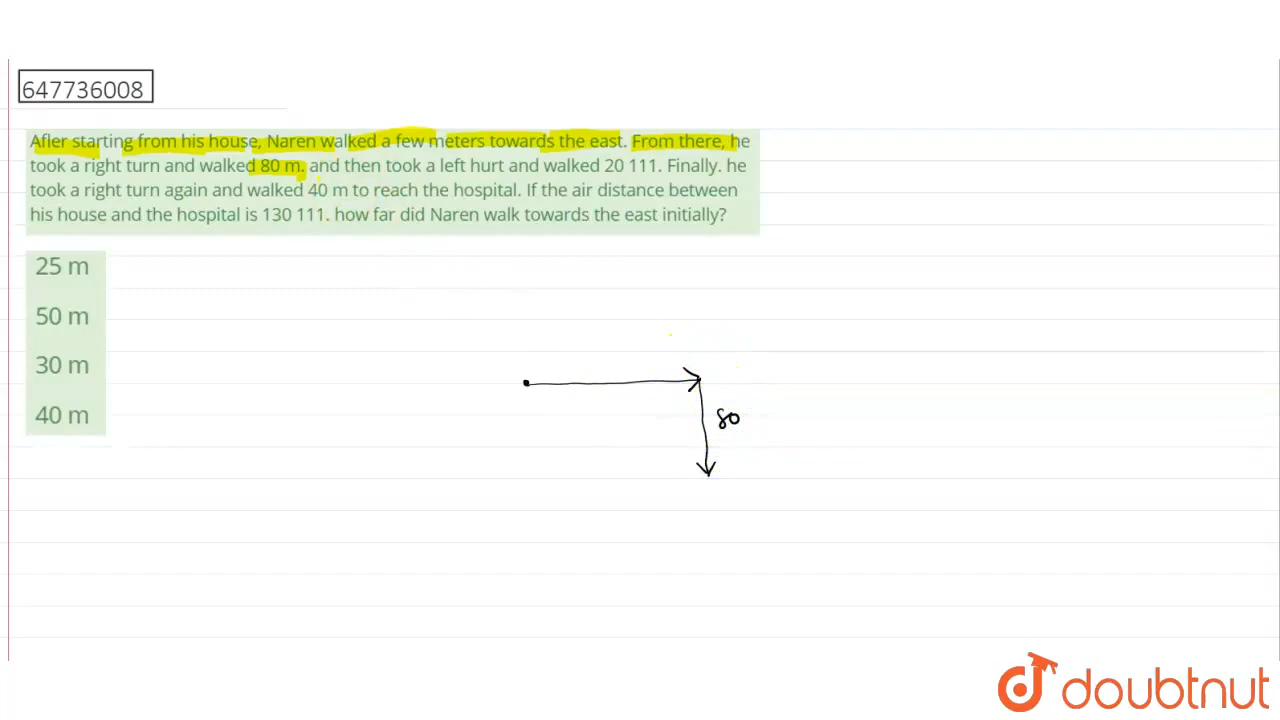 647736008
Afler starting from his house, Naren walked a few meters towards the east. From there, he
took a right turn and walked 80 m. and then took a left hurt and walked 20 111. Finally. he
took a right turn again and walked 40 m to reach the hospital. If the air distance between
his house and the hospital is 130 111. how far did Naren walk towards the east initially?
25 m
50 m
30 m
40 m
80
doubtnut